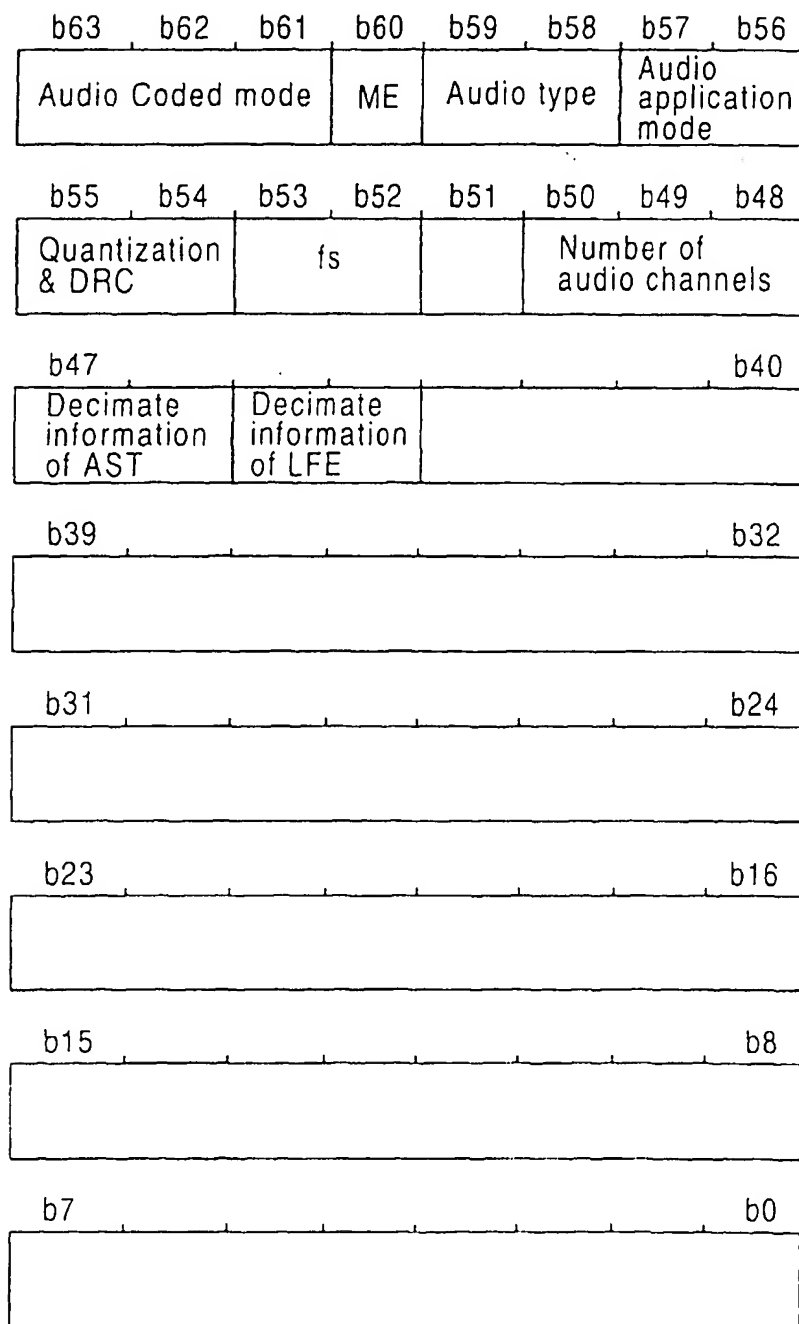 b63 b62 b61 b60 b59 b58 b57 b56
Audio Coded mode ME Audio type Audio application mode
b55 b54 b53 b52 b51 b50 b49 b48
Quantization & DRC fs Number of audio channels
b47 b40
Decimate information of AST Decimate information of LFE
b39 b32
b31 b24
b23 b16
b15 b8
b7 b0